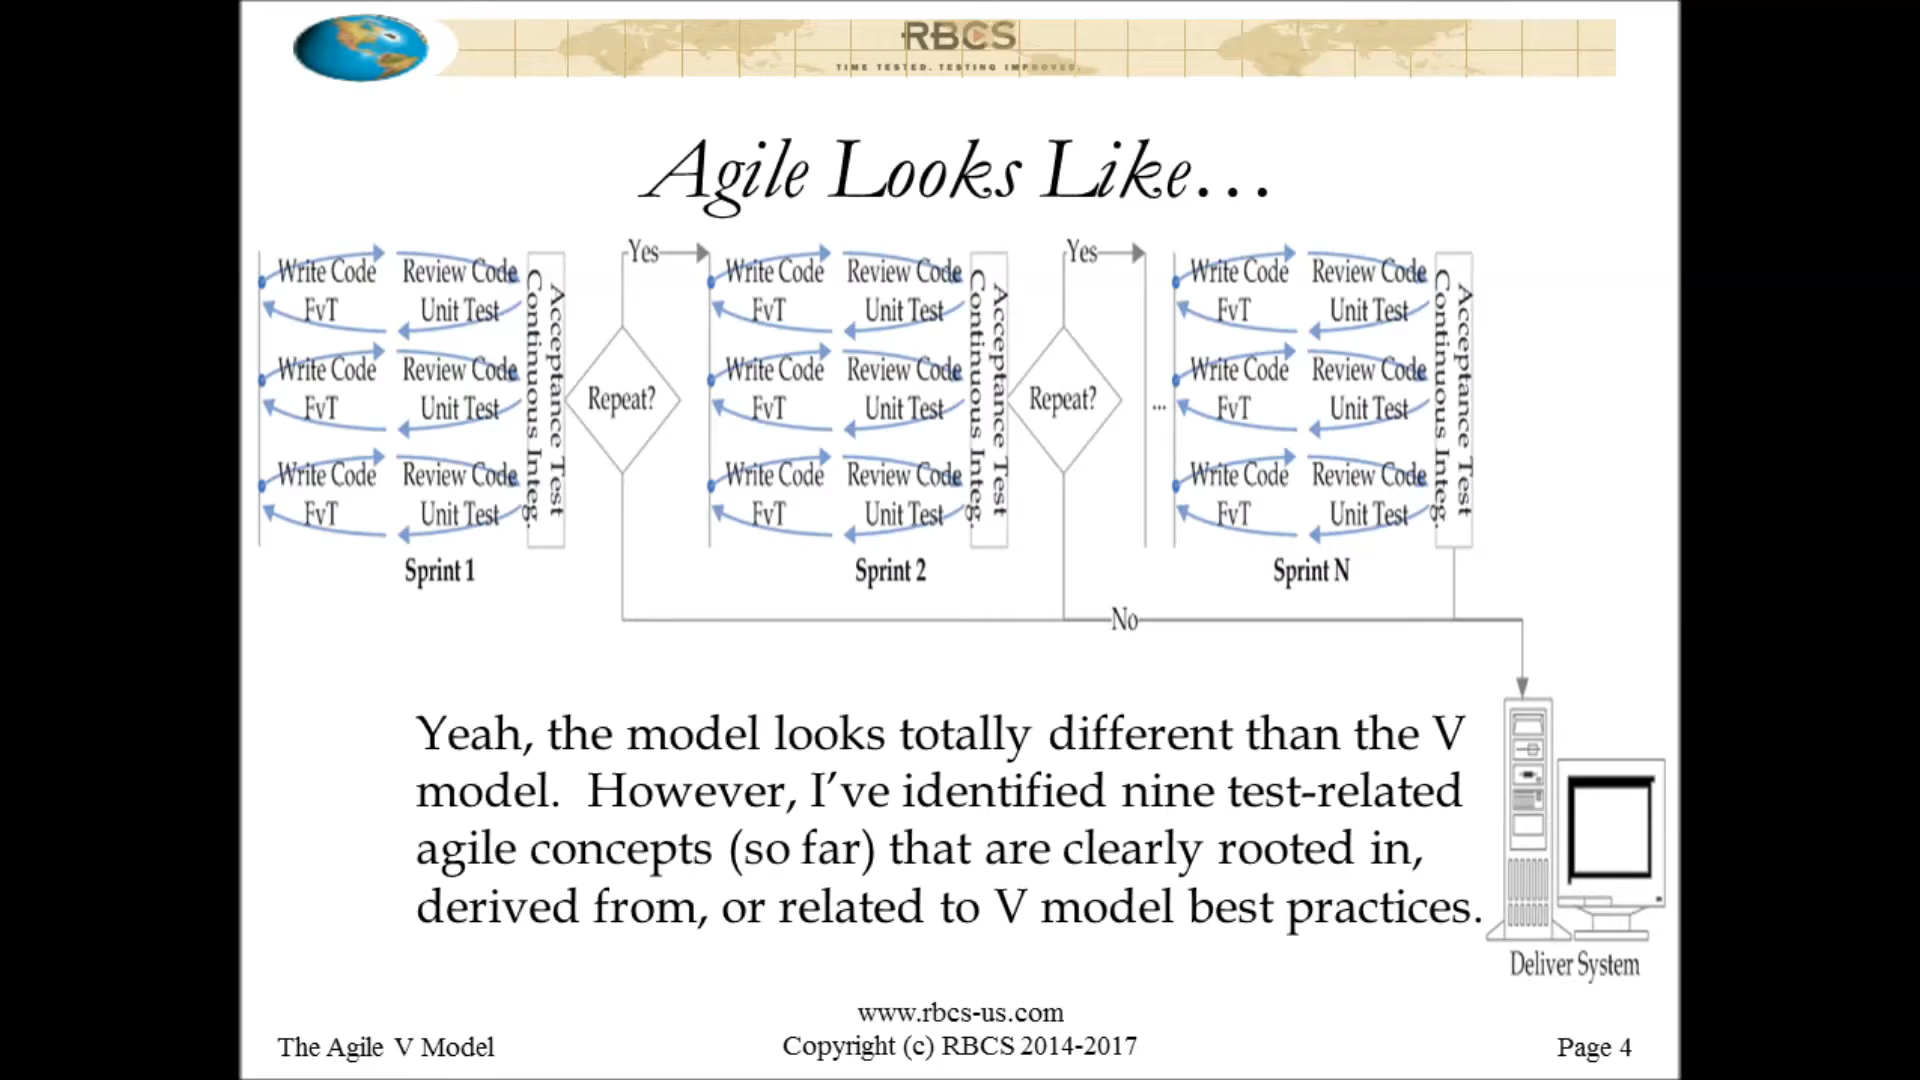 RBCS
TIME TESTED. TESTING IMPROVED.
Agile Looks Like…
Yes
Yes
Write Code Review Code
FvT Unit Test
Write Code Review Code
FvT Unit Test
Write Code Review Code
FvT Unit Test
Acceptance Test
Continuous Integ.
Sprint 1
Repeat?
Write Code Review Code
FvT Unit Test
Write Code Review Code
FvT Unit Test
Write Code Review Code
FvT Unit Test
Acceptance Test
Continuous Integ.
Sprint 2
Repeat?
...
Write Code Review Code
FvT Unit Test
Write Code Review Code
FvT Unit Test
Write Code Review Code
FvT Unit Test
Acceptance Test
Continuous Integ.
Sprint N
No
Yeah, the model looks totally different than the V
model. However, I’ve identified nine test-related
agile concepts (so far) that are clearly rooted in,
derived from, or related to V model best practices.
Deliver System
www.rbcs-us.com
The Agile V Model
Copyright (c) RBCS 2014-2017
Page 4